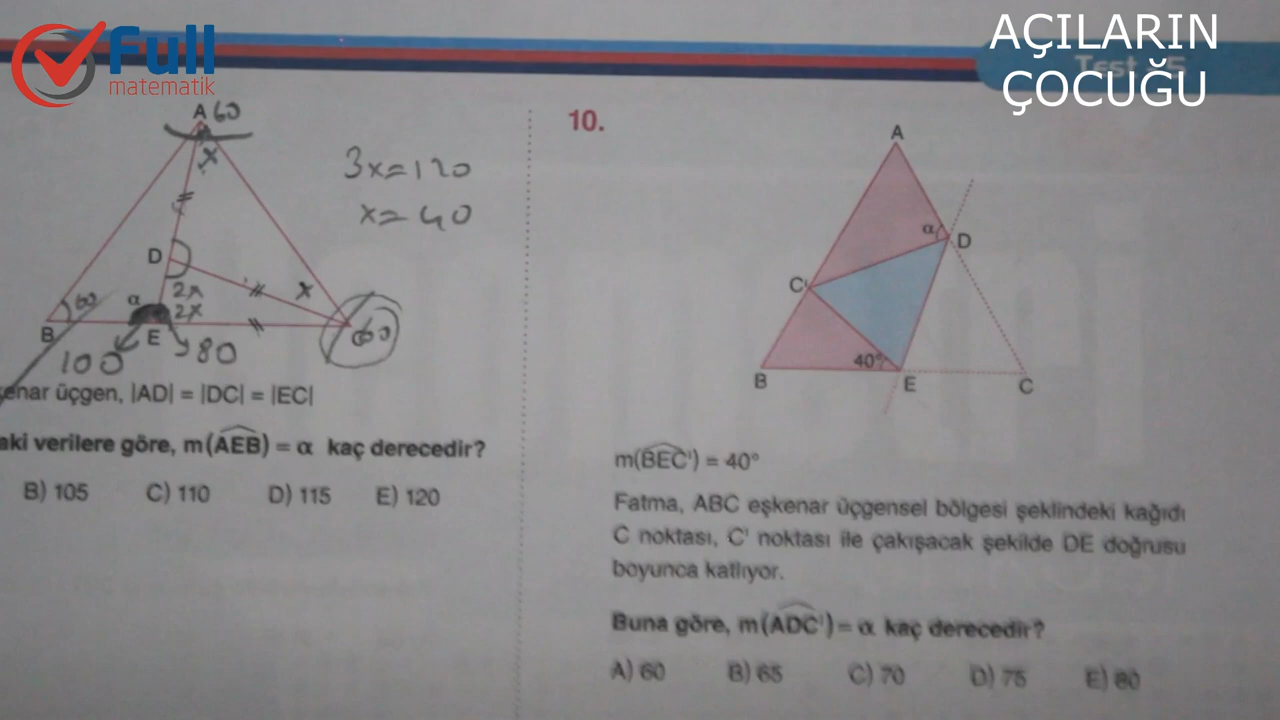 Full
matematik
AÇILARIN
ÇOCUĞU
Test
A 60
x
3x=120
x=40
D
2x
x
60
α
2x
60
B
E
100
80
enar üçgen, |AD| = |DC| = |EC|
aki verilere göre, m(AEB) = α kaç derecedir?
B) 105 C) 110 D) 115 E) 120
10.
A
α
D
C'
40°
B
E
C
m(BEC') = 40°
Fatma, ABC eşkenar üçgensel bölgesi şeklindeki kağıdı
C noktası, C' noktası ile çakışacak şekilde DE doğrusu
boyunca katlıyor.
Buna göre, m(ADC') = α kaç derecedir?
A) 60 B) 65 C) 70 D) 75 E) 80